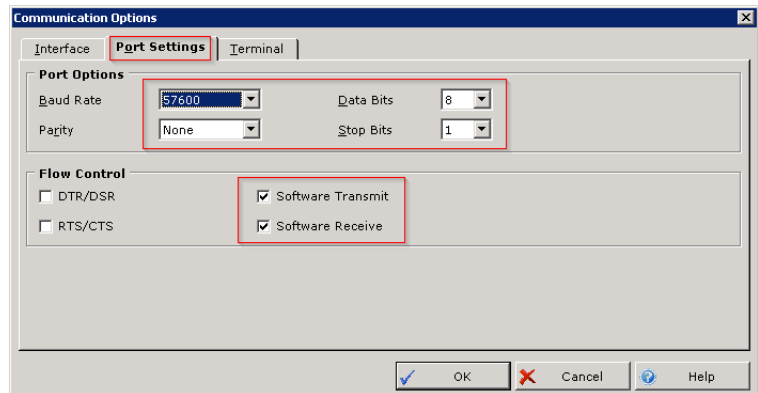 Communication Options
Interface Port Settings Terminal
Port Options
Baud Rate 57600 Data Bits 8
Parity None Stop Bits 1
Flow Control
DTR/DSR Software Transmit
RTS/CTS Software Receive
OK Cancel Help